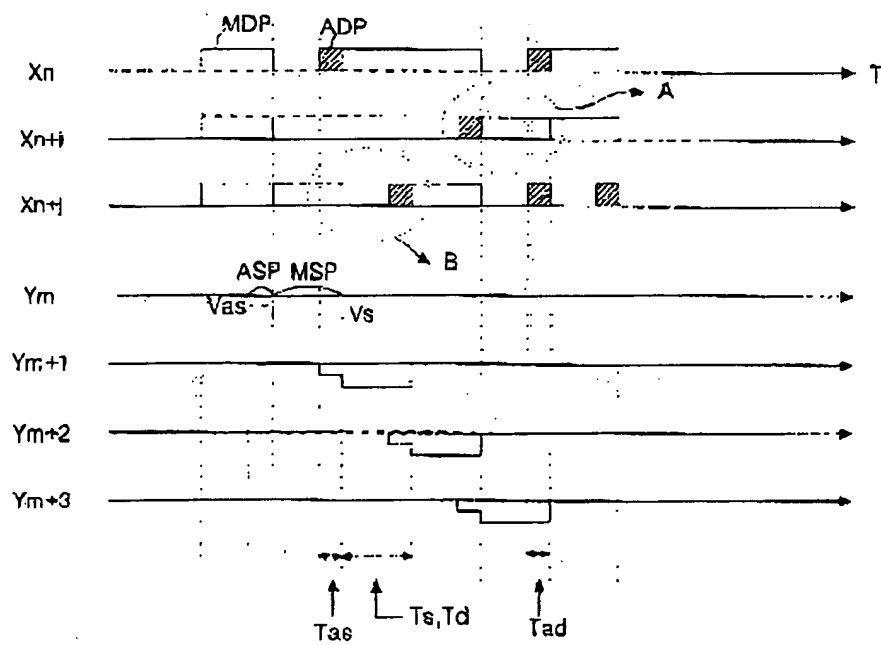 MDP ADP
Xn T
A
Xn+i
Xn+j
B
ASP MSP
Ym
Vas Vs
Ym+1
Ym+2
Ym+3
Ts,Td
Tas Tad